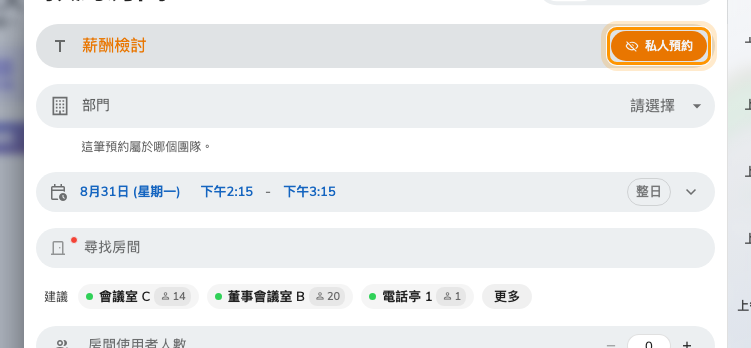 薪酬檢討 私人預約
部門 請選擇
這筆預約屬於哪個團隊。
8月31日 (星期一) 下午2:15 - 下午3:15 整日
尋找房間
建議 會議室 C 14 董事會議室 B 20 電話亭 1 1 更多
房間使用者人數 − 0 +